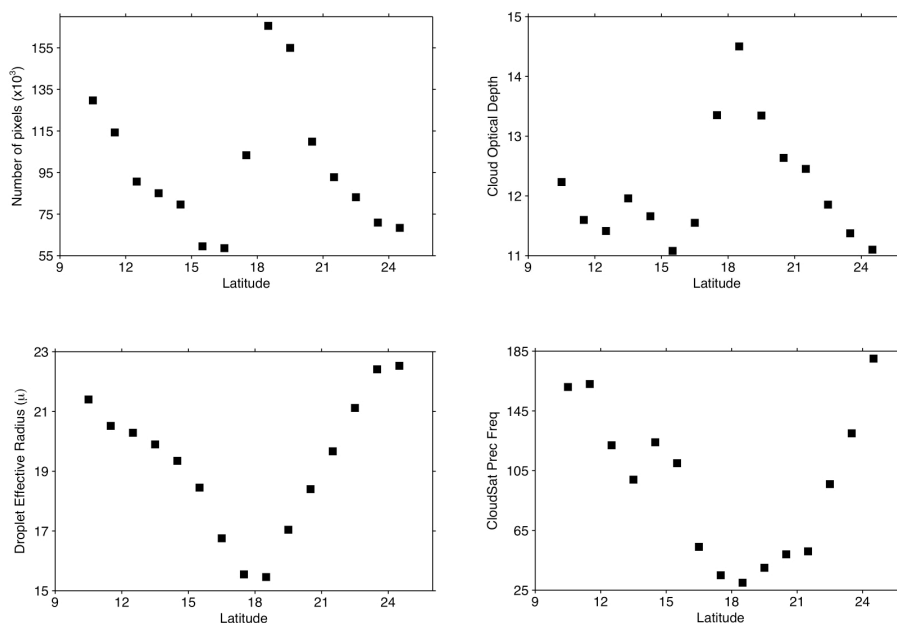 155
135
115
95
75
55
Number of pixels (x10³)
9 12 15 18 21 24
Latitude
15
14
13
12
11
Cloud Optical Depth
9 12 15 18 21 24
Latitude
23
21
19
17
15
Droplet Effective Radius (μ)
9 12 15 18 21 24
Latitude
185
145
105
65
25
CloudSat Prec Freq
9 12 15 18 21 24
Latitude